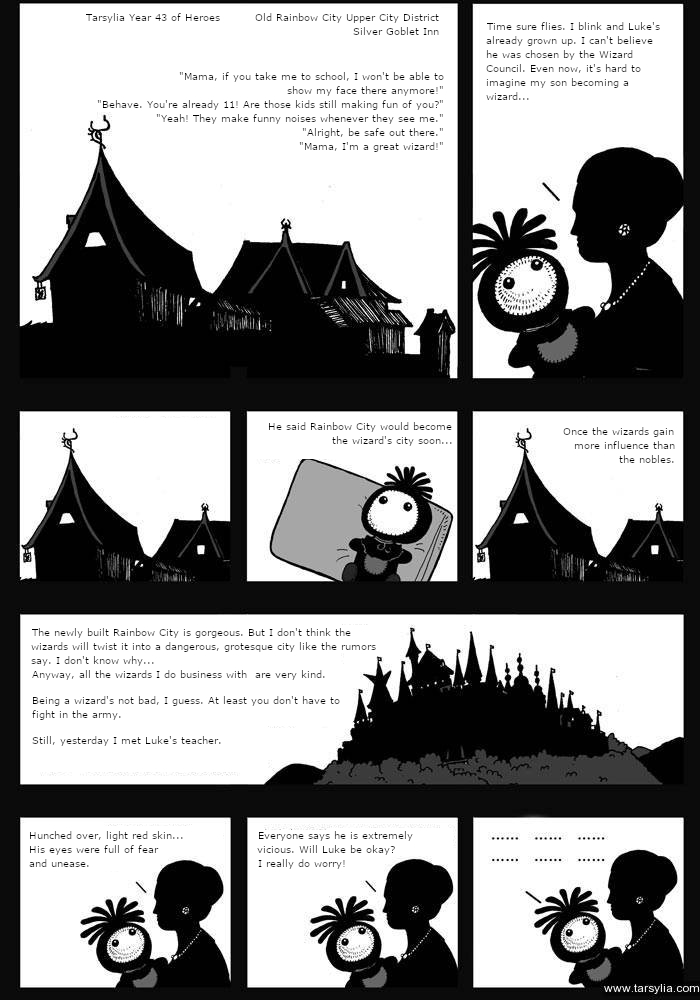 Tarsylia Year 43 of Heroes
Old Rainbow City Upper City District
Silver Goblet Inn
"Mama, if you take me to school, I won't be able to
show my face there anymore!"
"Behave. You're already 11! Are those kids still making fun of you?"
"Yeah! They make funny noises whenever they see me."
"Alright, be safe out there."
"Mama, I'm a great wizard!"
Time sure flies. I blink and Luke's
already grown up. I can't believe
he was chosen by the Wizard
Council. Even now, it's hard to
imagine my son becoming a
wizard...
He said Rainbow City would become
the wizard's city soon...
Once the wizards gain
more influence than
the nobles.
The newly built Rainbow City is gorgeous. But I don't think the
wizards will twist it into a dangerous, grotesque city like the rumors
say. I don't know why...
Anyway, all the wizards I do business with are very kind.
Being a wizard's not bad, I guess. At least you don't have to
fight in the army.
Still, yesterday I met Luke's teacher.
Hunched over, light red skin...
His eyes were full of fear
and unease.
Everyone says he is extremely
vicious. Will Luke be okay?
I really do worry!
...... ...... ......
...... ...... ......
www.tarsylia.com